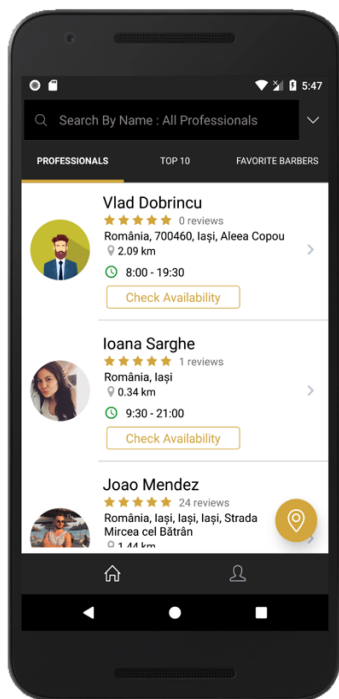 5:47
Search By Name : All Professionals
PROFESSIONALS TOP 10 FAVORITE BARBERS
Vlad Dobrincu
0 reviews
România, 700460, Iași, Aleea Copou
2.09 km
8:00 - 19:30
Check Availability
Ioana Sarghe
1 reviews
România, Iași
0.34 km
9:30 - 21:00
Check Availability
Joao Mendez
24 reviews
România, Iași, Iași, Iași, Strada
Mircea cel Bătrân
1.44 km